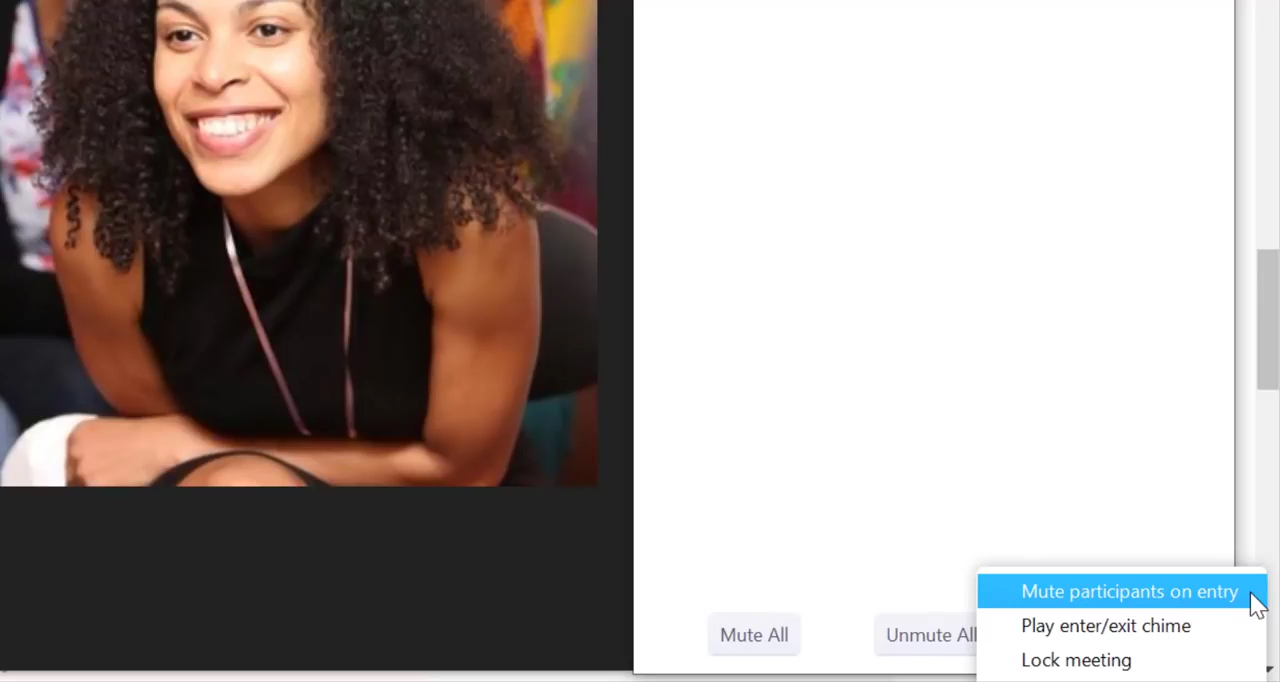 Mute All
Unmute All
Mute participants on entry
Play enter/exit chime
Lock meeting